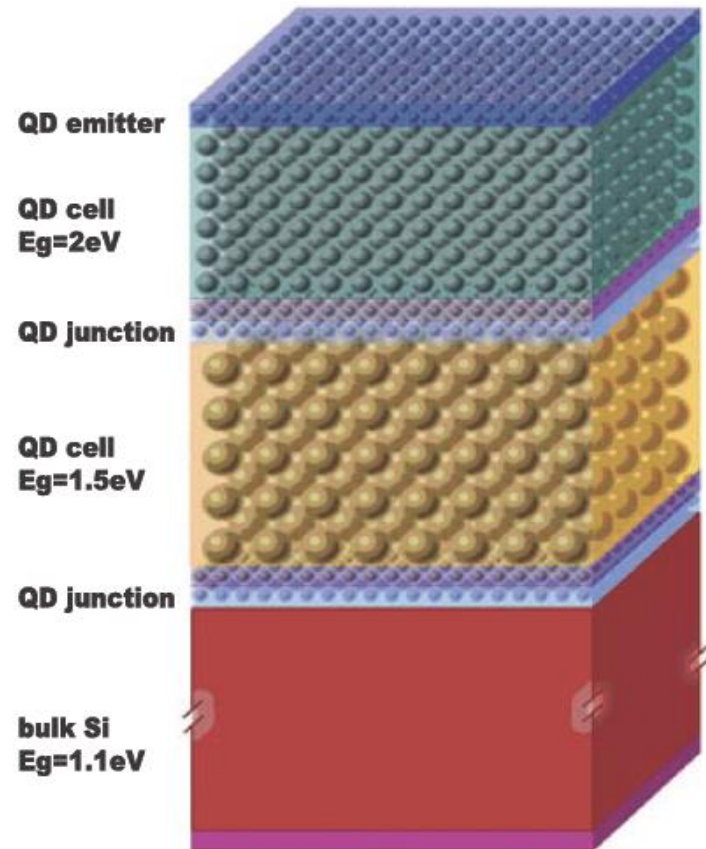 QD emitter
QD cell
Eg=2eV
QD junction
QD cell
Eg=1.5eV
QD junction
bulk Si
Eg=1.1eV